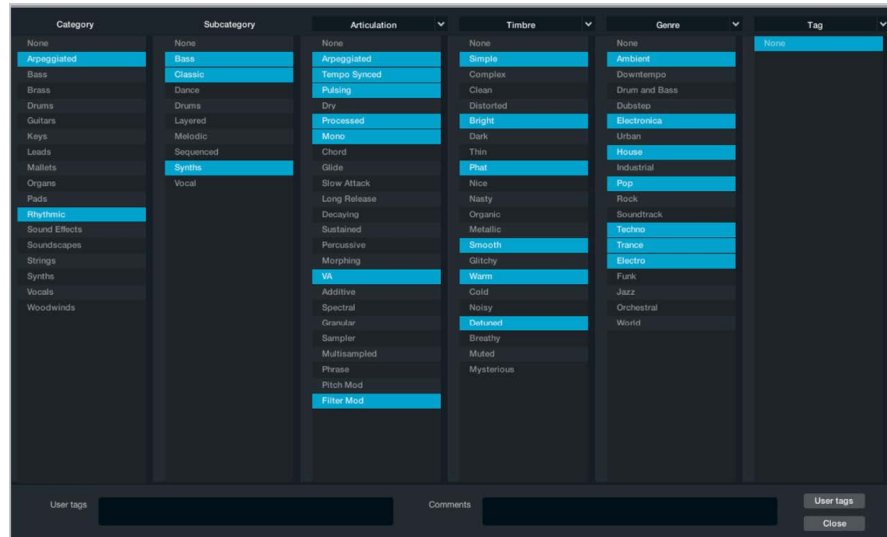 Category Subcategory Articulation Timbre Genre Tag
None None None None None None
Arpeggiated Bass Arpeggiated Simple Ambient
Bass Classic Tempo Synced Complex Downtempo
Brass Dance Pulsing Clean Drum and Bass
Drums Drums Dry Distorted Dubstep
Guitars Layered Processed Bright Electronica
Keys Melodic Mono Dark Urban
Leads Sequenced Chord Thin House
Mallets Synths Glide Phat Industrial
Organs Vocal Slow Attack Nice Pop
Pads Long Release Nasty Rock
Rhythmic Decaying Organic Soundtrack
Sound Effects Sustained Metallic Techno
Soundscapes Percussive Smooth Trance
Strings Morphing Glitchy Electro
Synths VA Warm Funk
Vocals Additive Cold Jazz
Woodwinds Spectral Noisy Orchestral
Granular Detuned World
Sampler Breathy
Multisampled Muted
Phrase Mysterious
Pitch Mod
Filter Mod
User tags Comments User tags
Close